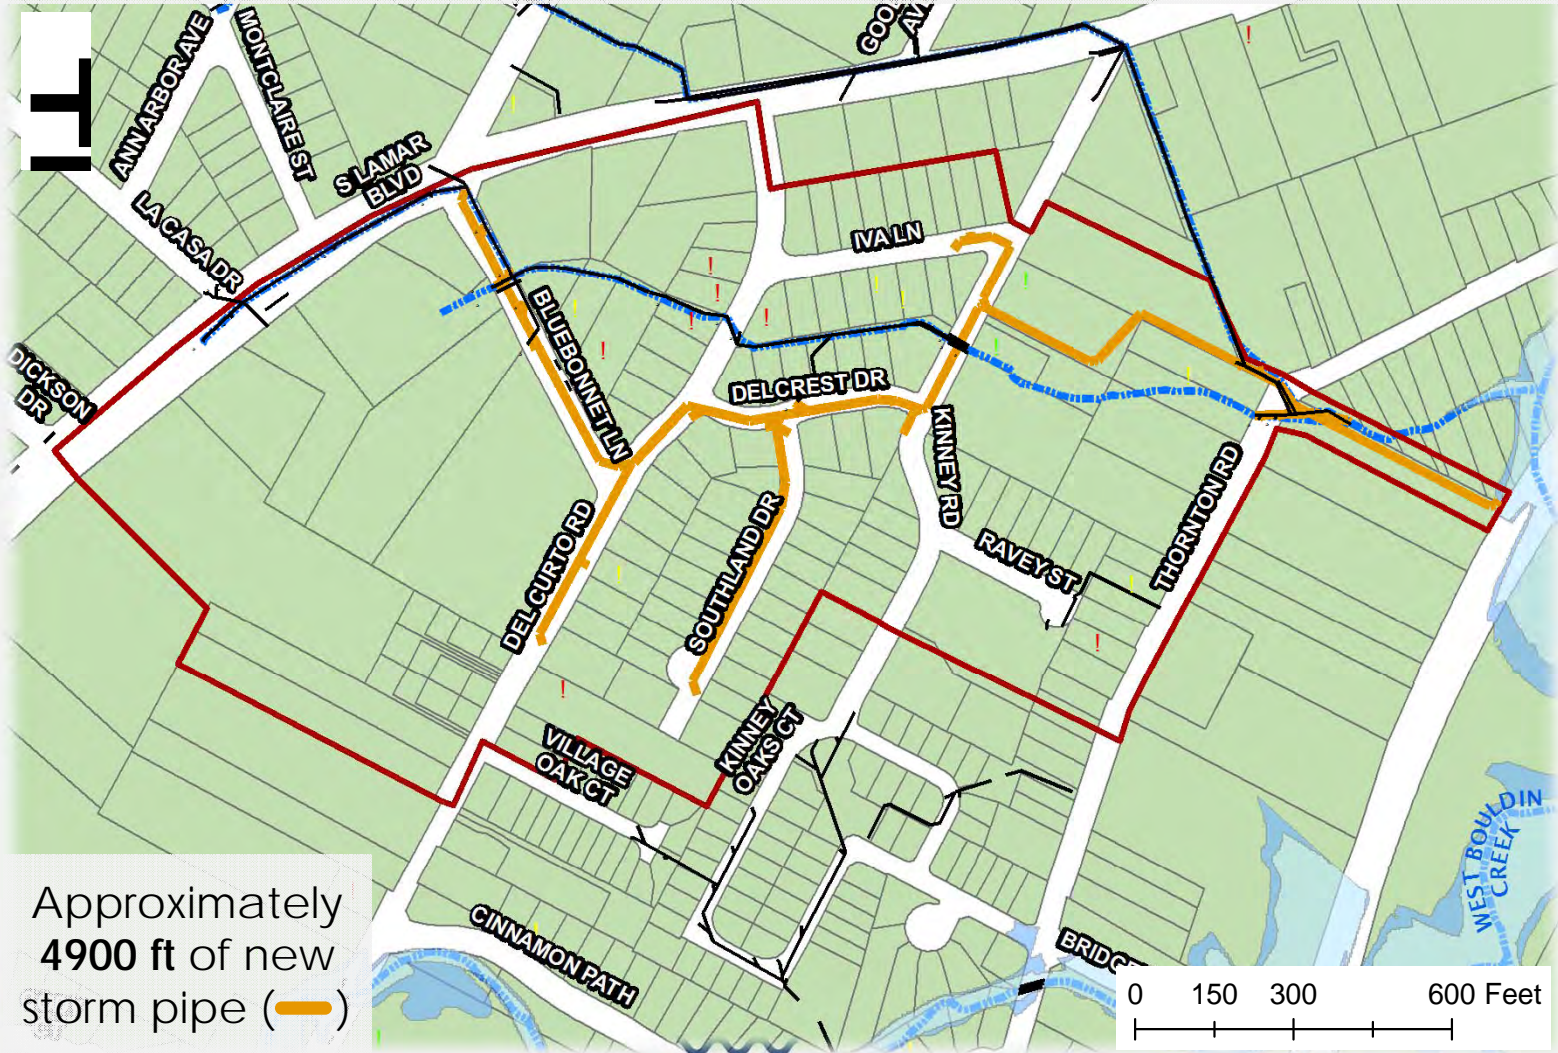 ANN ARBOR AVE
MONTCLAIRE ST
GOO
AV
S LAMAR
BLVD
LA CASA DR
IVA LN
DICKSON
DR
BLUEBONNET LN
DELCREST DR
KINNEY RD
THORNTON RD
RAVEY ST
DEL CURTO RD
SOUTHLAND DR
VILLAGE
OAK CT
KINNEY
OAKS CT
WEST BOULDIN
CREEK
CINNAMON PATH
Approximately
4900 ft of new
storm pipe ( )
0 150 300 600 Feet